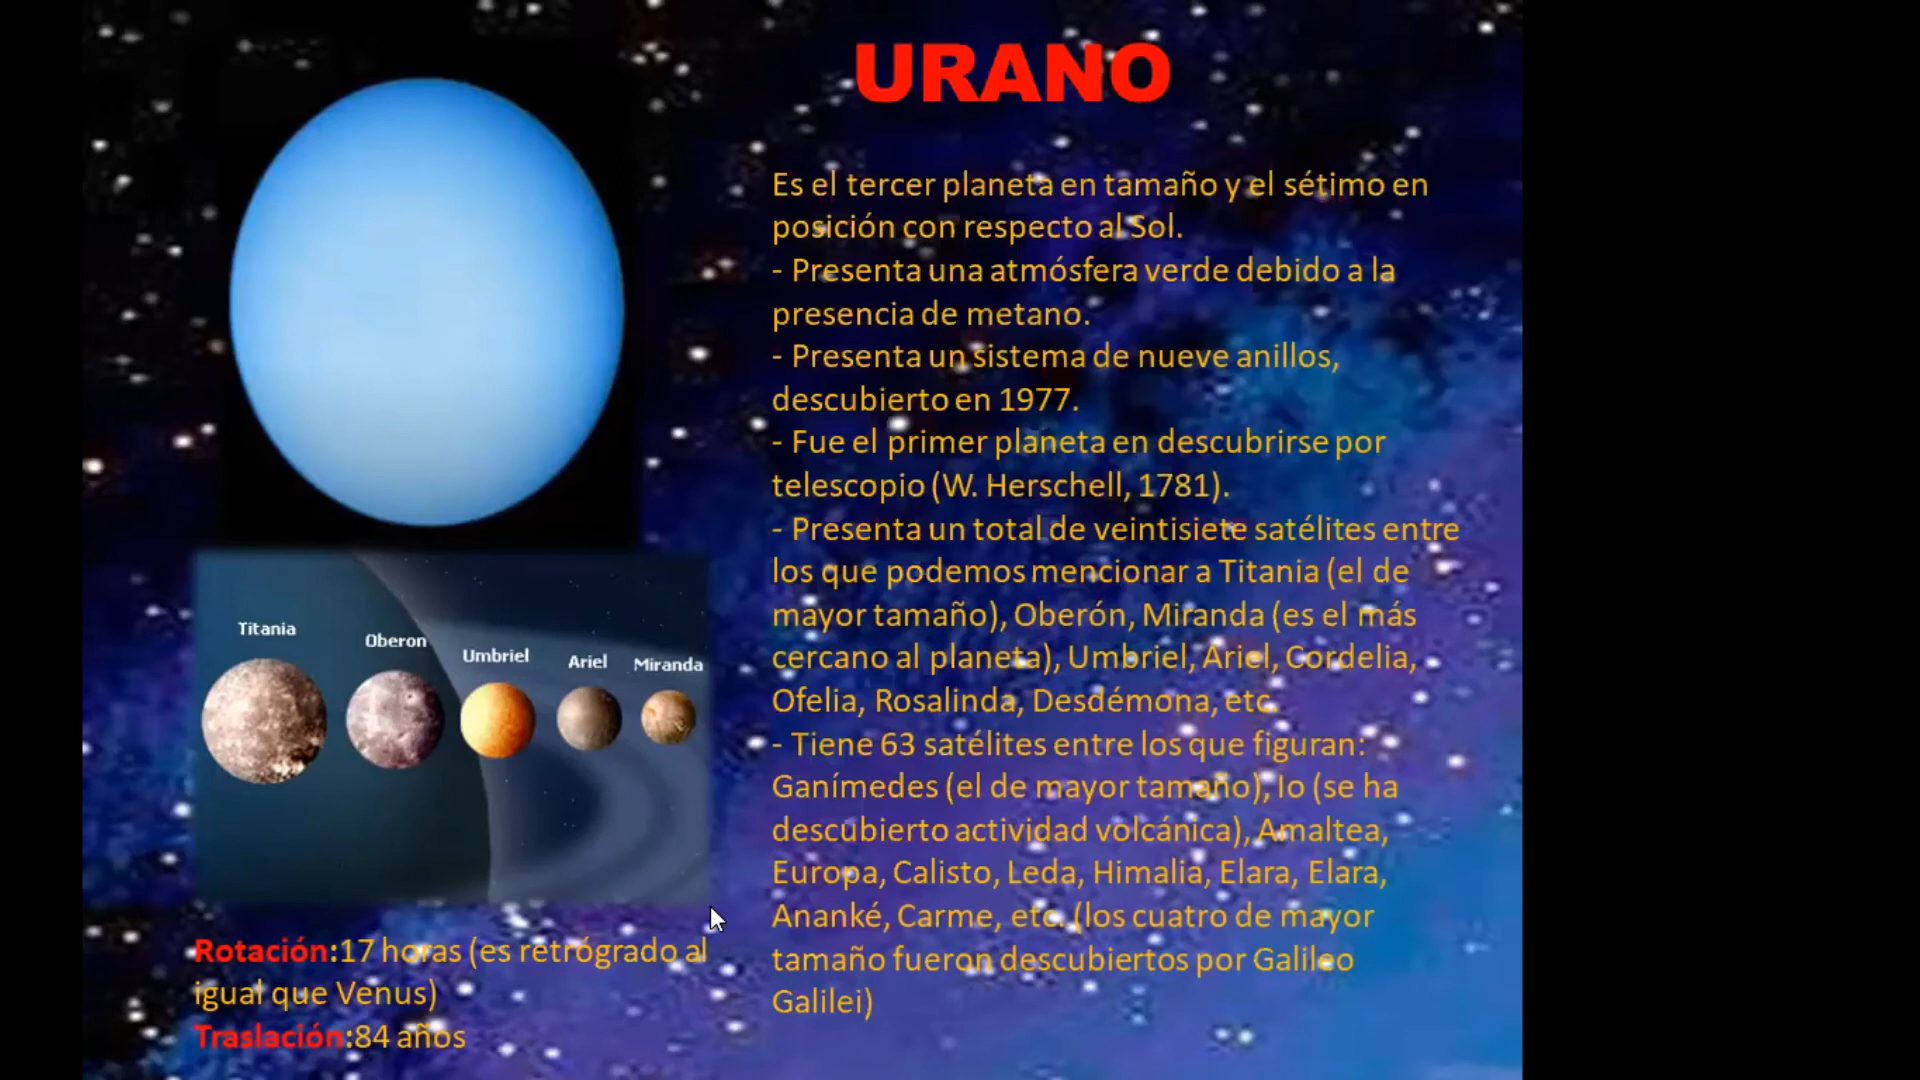 URANO
Es el tercer planeta en tamaño y el sétimo en
posición con respecto al Sol.
- Presenta una atmósfera verde debido a la
presencia de metano.
- Presenta un sistema de nueve anillos,
descubierto en 1977.
- Fue el primer planeta en descubrirse por
telescopio (W. Herschell, 1781).
- Presenta un total de veintisiete satélites entre
los que podemos mencionar a Titania (el de
mayor tamaño), Oberón, Miranda (es el más
cercano al planeta), Umbriel, Ariel, Cordelia,
Ofelia, Rosalinda, Desdémona, etc.
- Tiene 63 satélites entre los que figuran:
Ganímedes (el de mayor tamaño), Io (se ha
descubierto actividad volcánica), Amaltea,
Europa, Calisto, Leda, Himalia, Elara, Elara,
Ananké, Carme, etc. (los cuatro de mayor
tamaño fueron descubiertos por Galileo
Galilei)
Titania
Oberon
Umbriel
Ariel
Miranda
Rotación:17 horas (es retrógrado al
igual que Venus)
Traslación:84 años